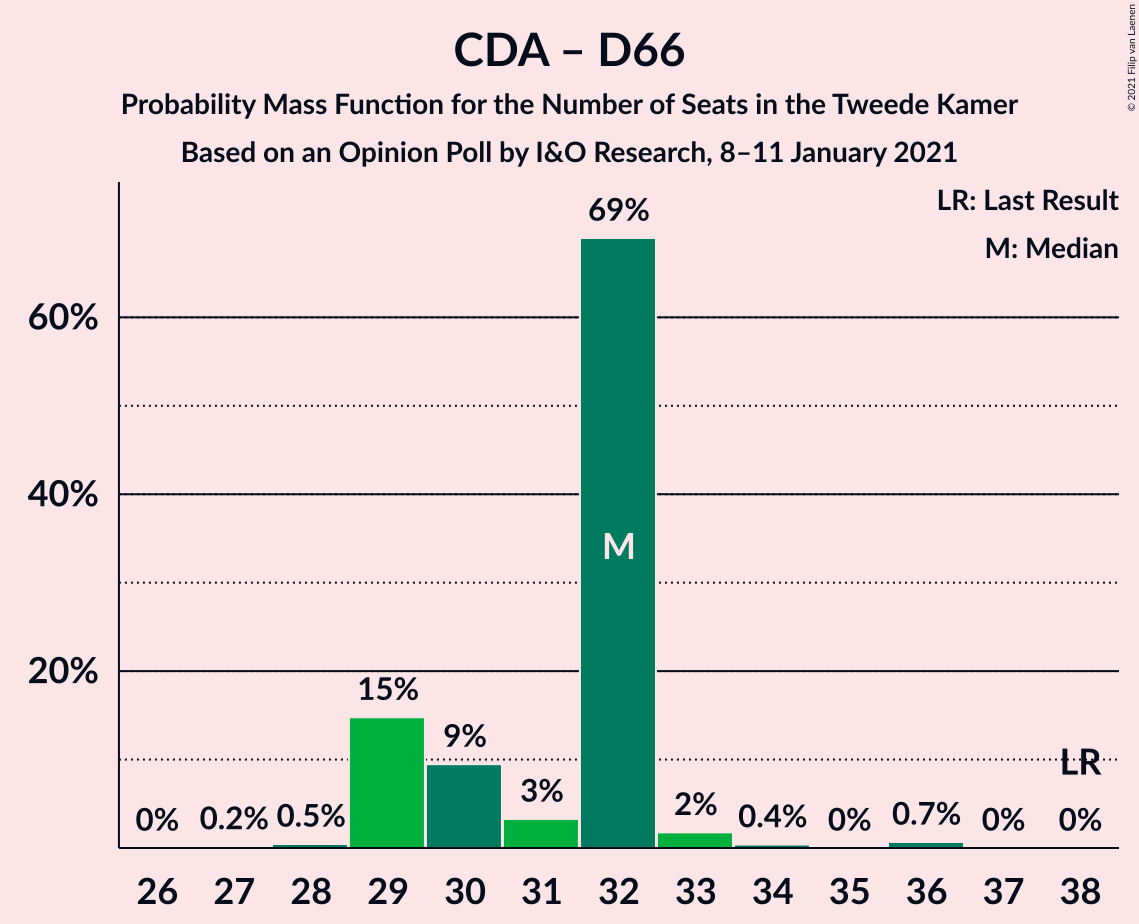 CDA – D66
Probability Mass Function for the Number of Seats in the Tweede Kamer
Based on an Opinion Poll by I&O Research, 8–11 January 2021
© 2021 Filip van Laenen
LR: Last Result
M: Median
69%
60%
40%
M
20%
15%
9%
LR
0%
0.2%
0.5%
3%
2%
0.4%
0%
0.7%
0%
0%
26 27 28 29 30 31 32 33 34 35 36 37 38